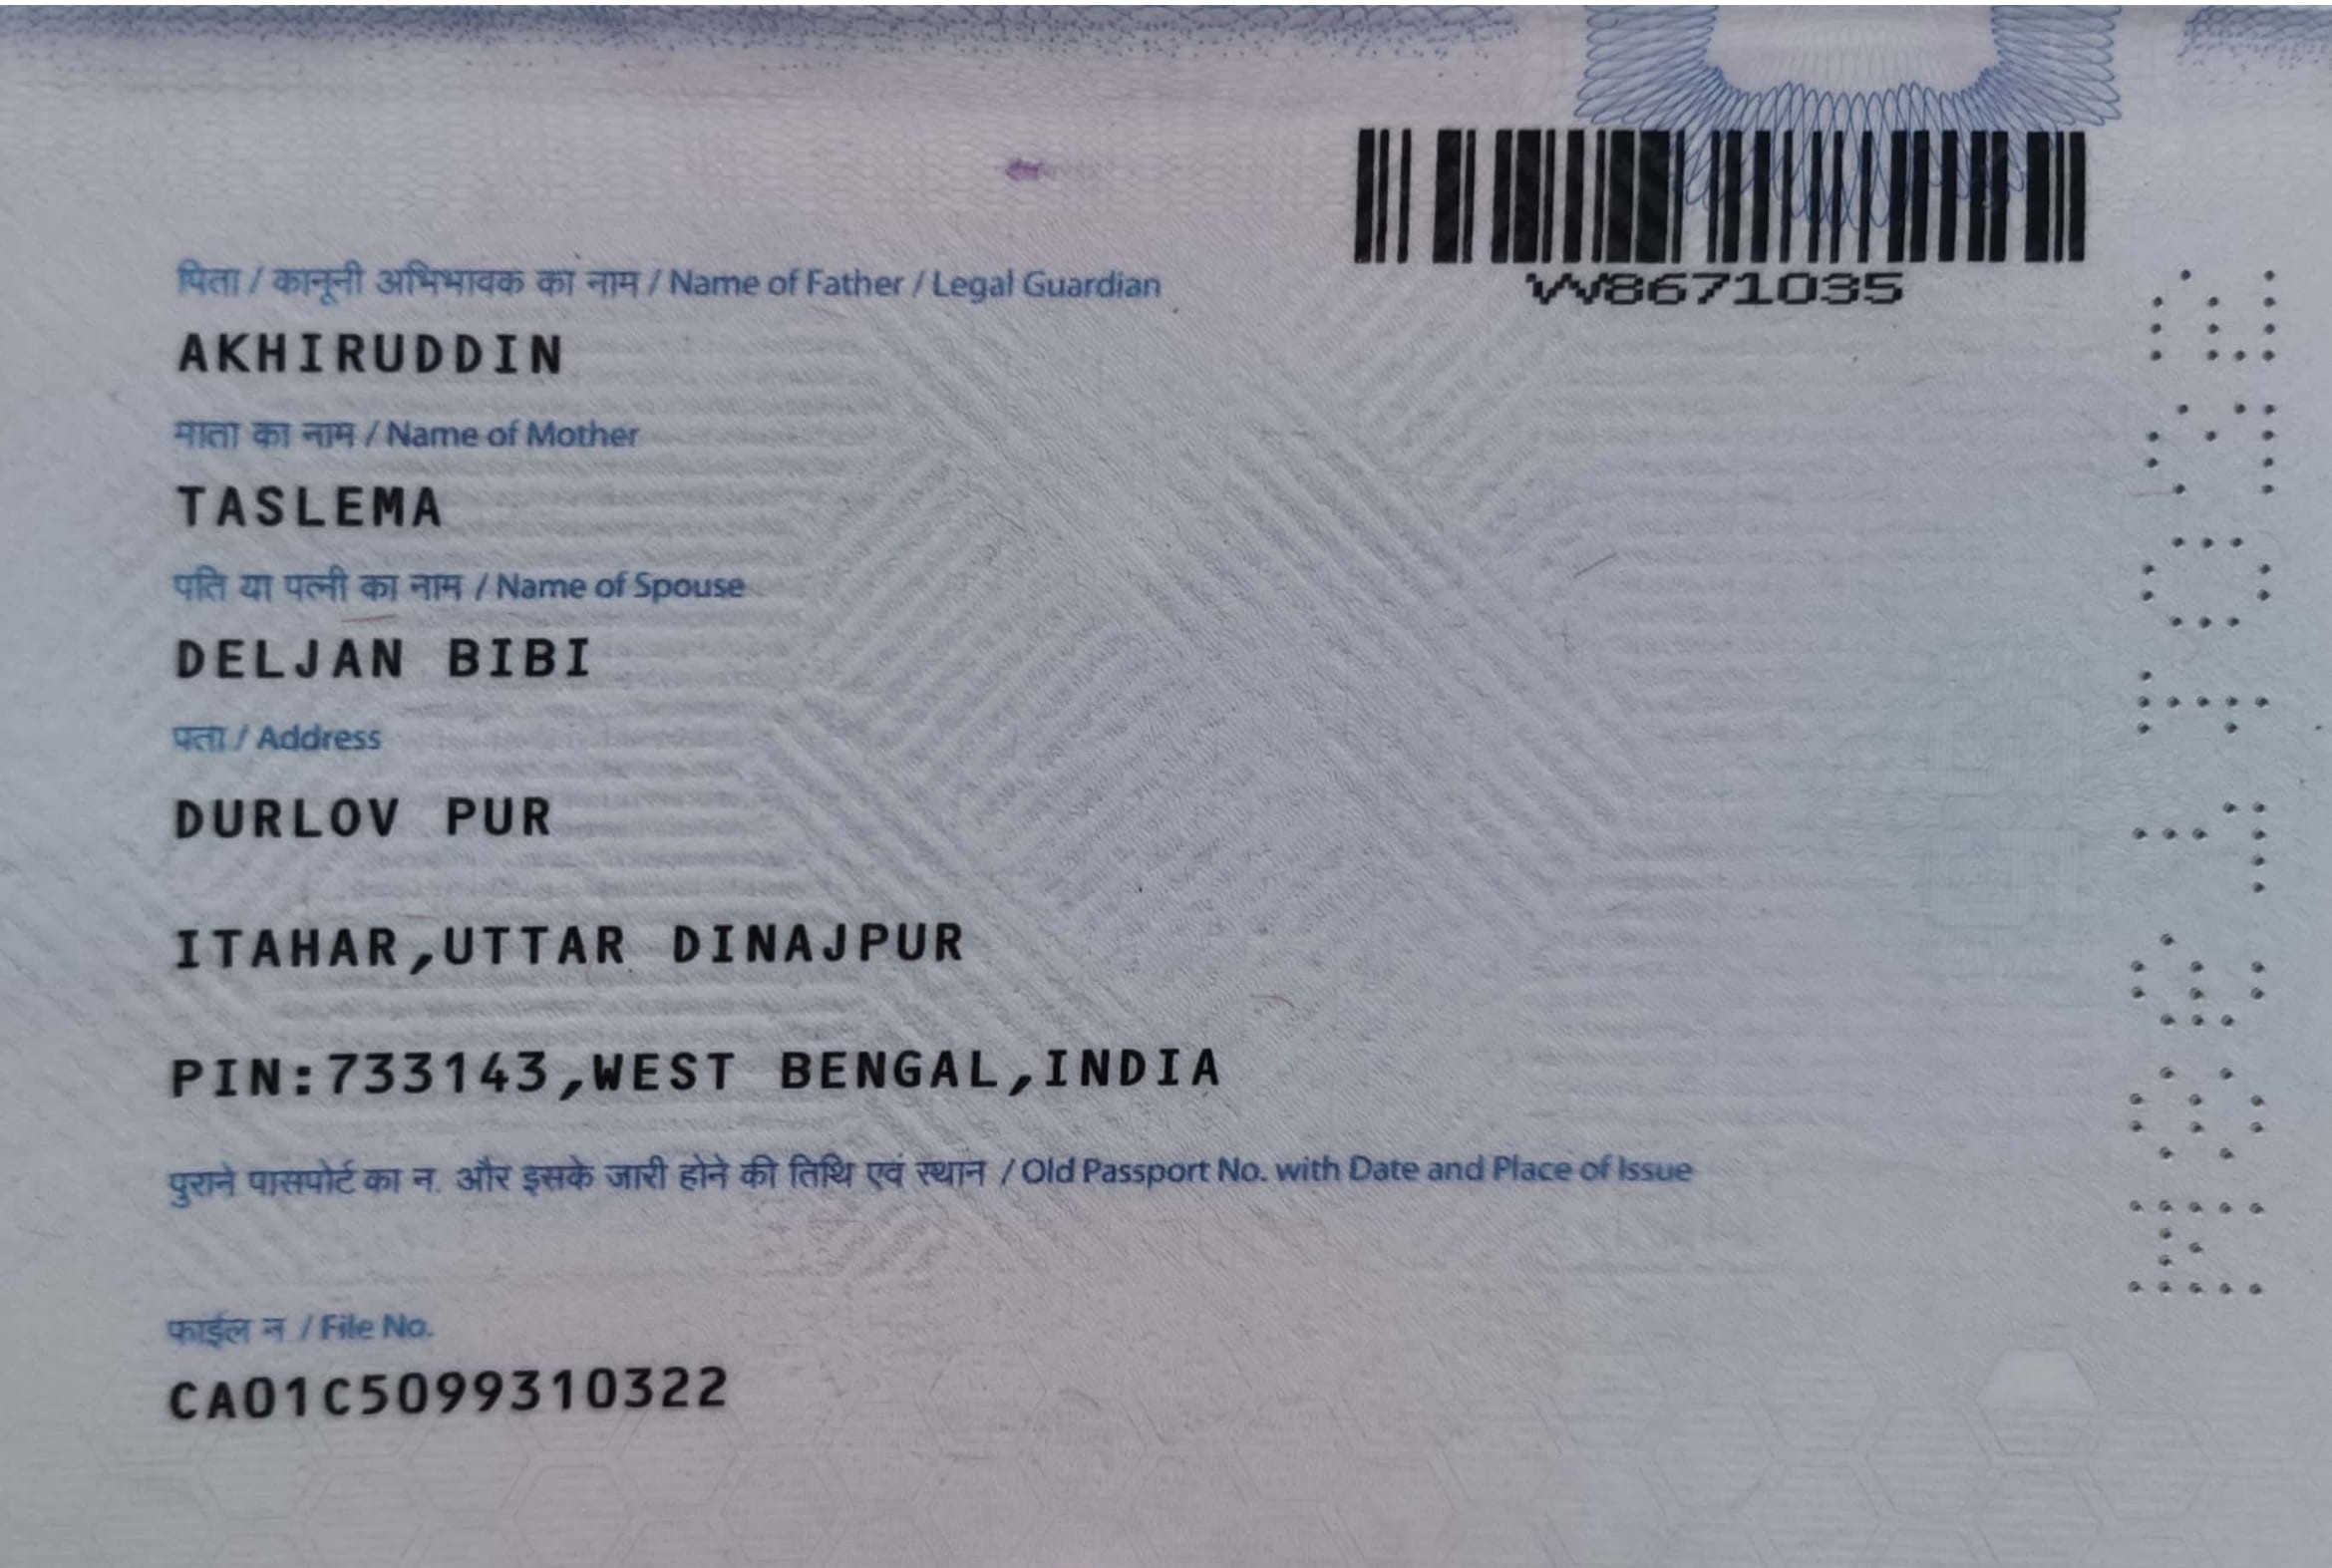 W8671035
पिता / कानूनी अभिभावक का नाम / Name of Father / Legal Guardian
AKHIRUDDIN
माता का नाम / Name of Mother
TASLEMA
पति या पत्नी का नाम / Name of Spouse
DELJAN BIBI
पता / Address
DURLOV PUR
ITAHAR,UTTAR DINAJPUR
PIN:733143,WEST BENGAL,INDIA
पुराने पासपोर्ट का न. और इसके जारी होने की तिथि एवं स्थान / Old Passport No. with Date and Place of Issue
फाईल न / File No.
CA01C5099310322
W8671035